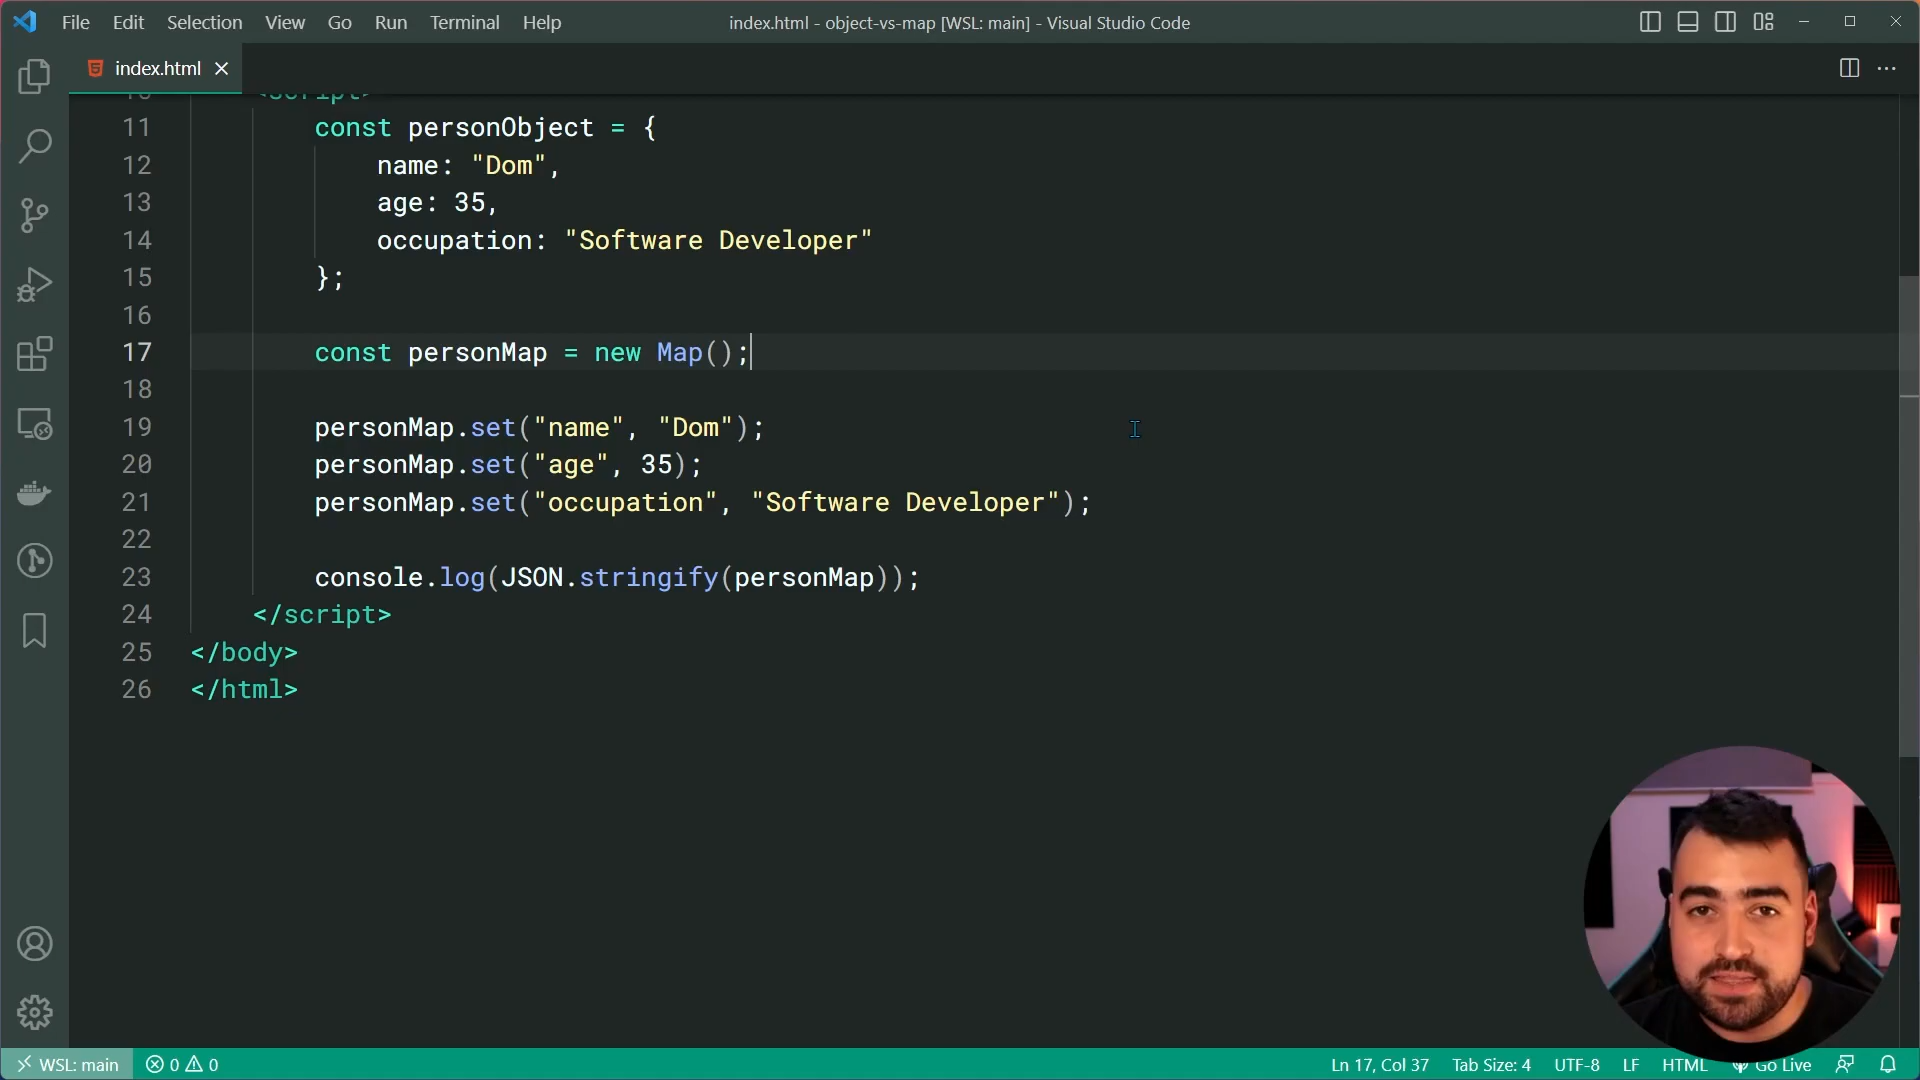 File Edit Selection View Go Run Terminal Help
index.html - object-vs-map [WSL: main] - Visual Studio Code
index.html
10 <script>
11 const personObject = {
12 name: "Dom",
13 age: 35,
14 occupation: "Software Developer"
15 };
16
17 const personMap = new Map();
18
19 personMap.set("name", "Dom");
20 personMap.set("age", 35);
21 personMap.set("occupation", "Software Developer");
22
23 console.log(JSON.stringify(personMap));
24 </script>
25 </body>
26 </html>
WSL: main 0 0 Ln 17, Col 37 Tab Size: 4 UTF-8 LF HTML Go Live